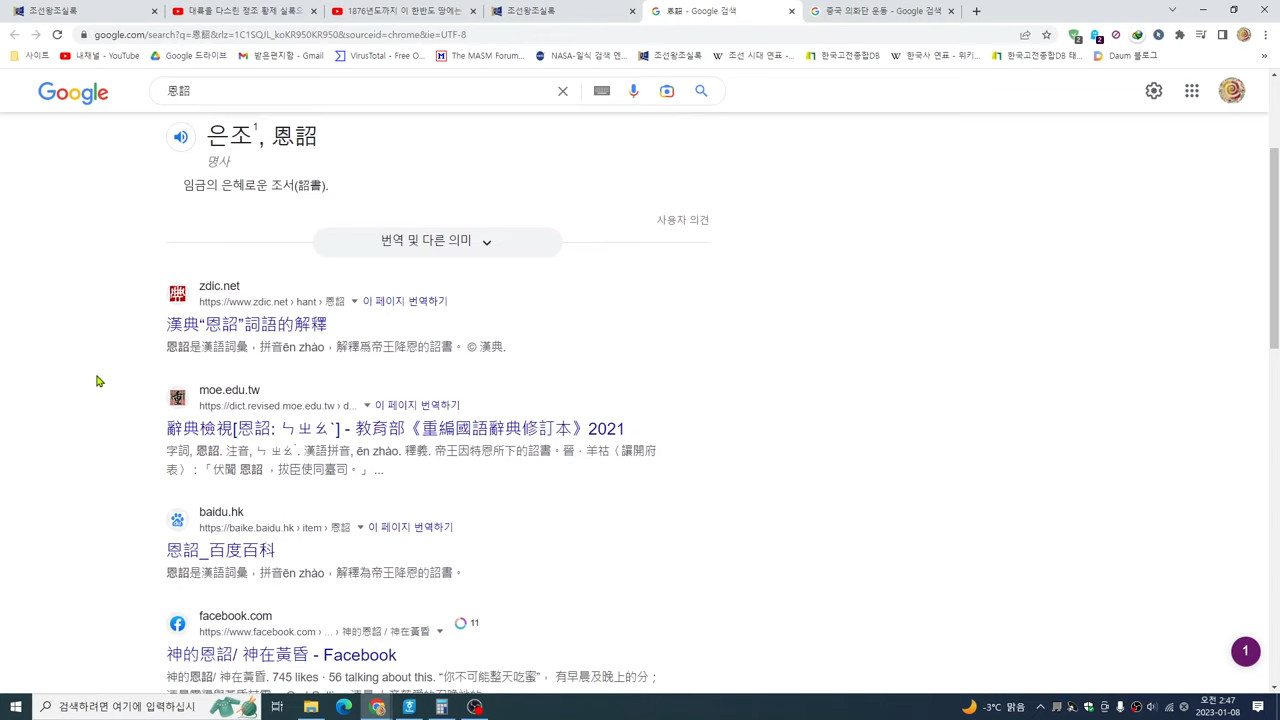 조선왕조실록
대륙을 다스린 정조 황제 실록으
1876년도까지 이 한반도 땅에는
조선왕조실록
恩詔 - Google 검색
중국 의화단 운동 - Google 검색
google.com/search?q=恩詔&rlz=1C1SQJL_koKR950KR950&sourceid=chrome&ie=UTF-8
사이트
내채널 - YouTube
Google 드라이브
받은편지함 - Gmail
VirusTotal - Free O...
The MASM Forum...
NASA-일식 검색 엔...
조선왕조실록
조선 시대 연표 - 위키...
한국고전종합DB
한국사 연표 - 위키...
한국고전종합DB 태...
Daum 블로그
Google
恩詔
은조1, 恩詔
명사
임금의 은혜로운 조서(詔書).
사용자 의견
번역 및 다른 의미
zdic.net
https://www.zdic.net › hant › 恩詔 이 페이지 번역하기
漢典“恩詔”詞語的解釋
恩詔是漢語詞彙，拼音ēn zhào，解釋爲帝王降恩的詔書。 © 漢典.
moe.edu.tw
https://dict.revised.moe.edu.tw › d... 이 페이지 번역하기
辭典檢視[恩詔: ㄣ ㄓㄠˋ] - 教育部《重編國語辭典修訂本》2021
字詞, 恩詔. 注音, ㄣ ㄓㄠˋ. 漢語拼音, ēn zhào. 釋義. 帝王因特恩所下的詔書。晉．羊祜〈讓開府
表〉：「伏聞 恩詔 ，拔臣使同臺司。」 ...
baidu.hk
https://baike.baidu.hk › item › 恩詔 이 페이지 번역하기
恩詔_百度百科
恩詔是漢語詞彙，拼音ēn zhào，解釋為帝王降恩的詔書。
facebook.com
https://www.facebook.com › ... › 神的恩詔 / 神在黃昏
11
神的恩詔/ 神在黃昏 - Facebook
神的恩詔/ 神在黃昏. 745 likes · 56 talking about this. “你不可能整天吃蜜”， 有早晨及晚上的分；
1
검색하려면 여기에 입력하십시
-3°C 맑음
오전 2:47
2023-01-08